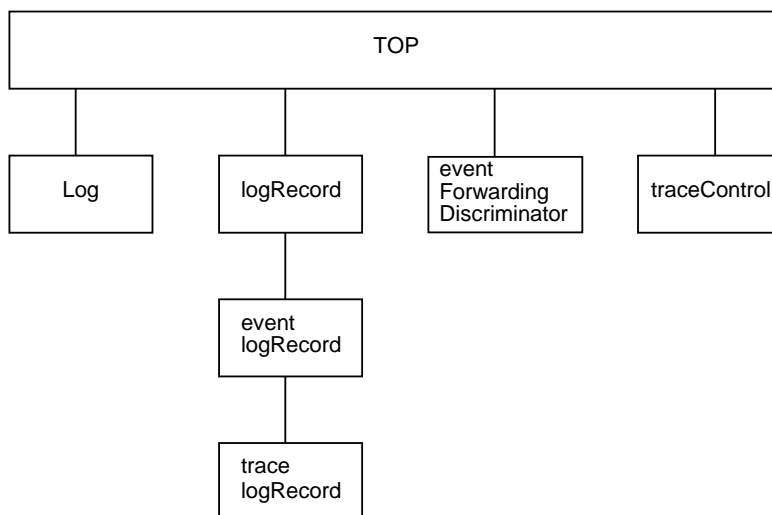 TOP
Log
logRecord
event
Forwarding
Discriminator
traceControl
event
logRecord
trace
logRecord